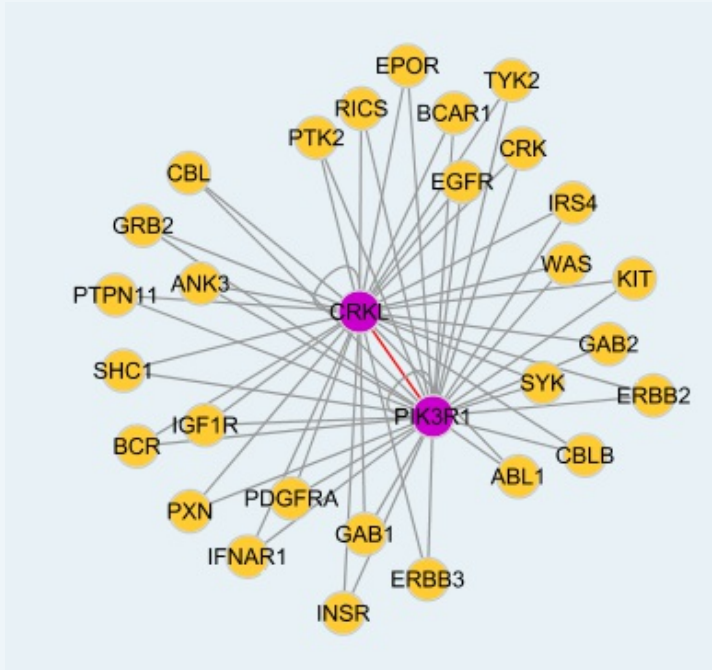 EPOR
TYK2
RICS
BCAR1
PTK2
CRK
CBL
EGFR
IRS4
GRB2
WAS
KIT
ANK3
PTPN11
CRKL
GAB2
SHC1
SYK
ERBB2
PIK3R1
IGF1R
BCR
CBLB
ABL1
PDGFRA
PXN
GAB1
IFNAR1
ERBB3
INSR